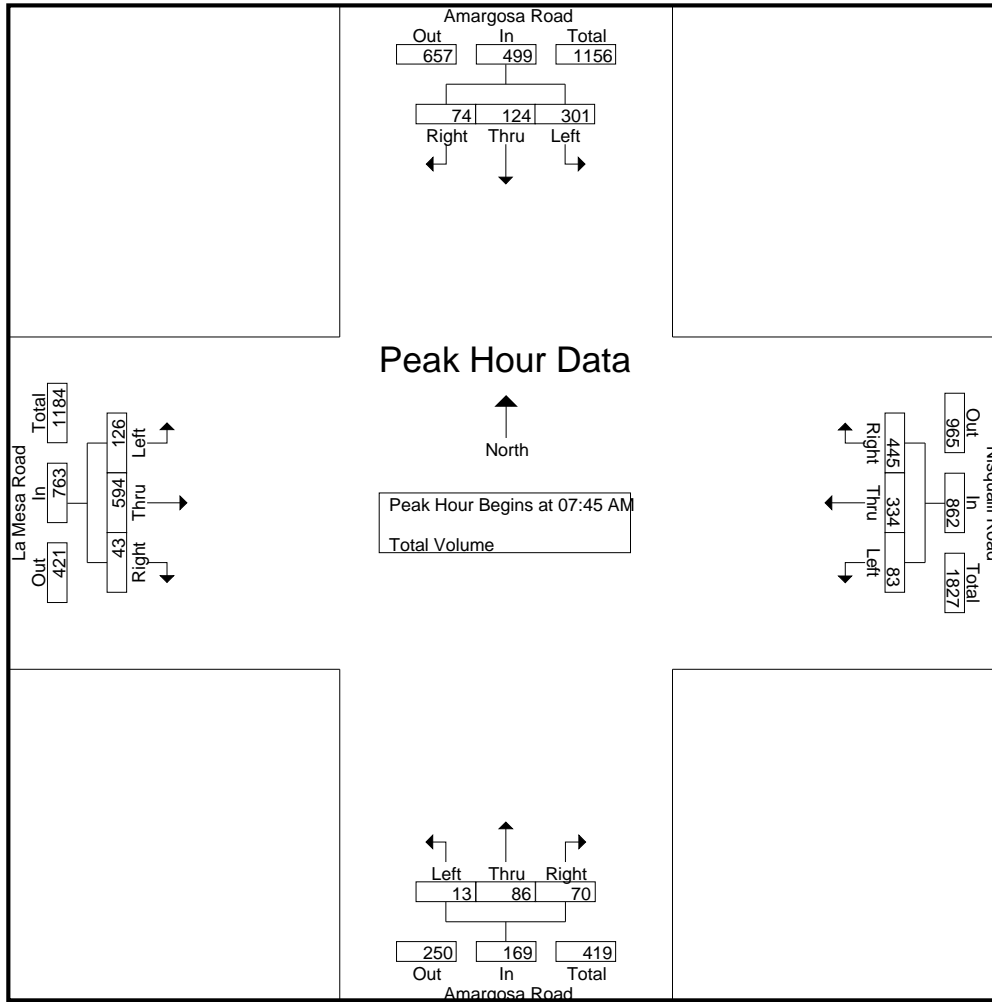 Amargosa Road
Out In Total
657 499 1156
74 124 301
Right Thru Left
Peak Hour Data
North
Peak Hour Begins at 07:45 AM
Total Volume
La Mesa Road
Out In Total
421 763 1184
126 594 43
Left Thru Right
Nisqualli Road
Out In Total
965 862 1827
445 334 83
Right Thru Left
Left Thru Right
13 86 70
250 169 419
Out In Total
Amargosa Road